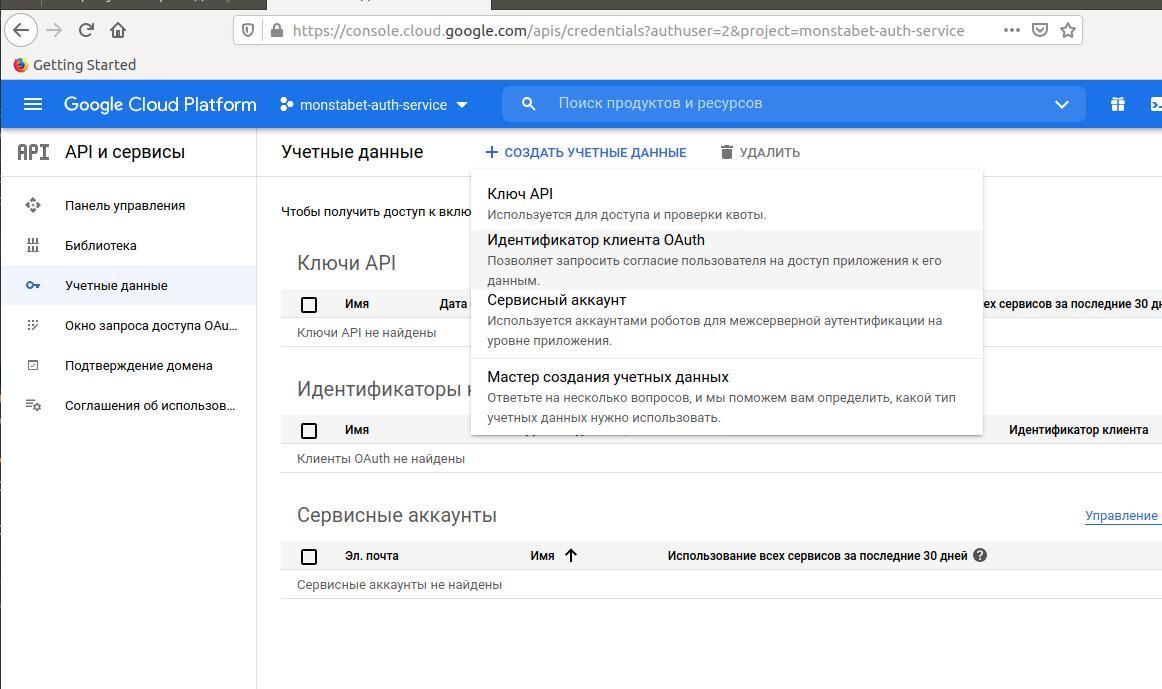 https://console.cloud.google.com/apis/credentials?authuser=2&project=monstabet-auth-service
Getting Started
Google Cloud Platform
monstabet-auth-service
Поиск продуктов и ресурсов
API
API и сервисы
Учетные данные
+ СОЗДАТЬ УЧЕТНЫЕ ДАННЫЕ
УДАЛИТЬ
Панель управления
Библиотека
Учетные данные
Окно запроса доступа OAu...
Подтверждение домена
Соглашения об использов...
Чтобы получить доступ к вклю
Ключ API
Используется для доступа и проверки квоты.
Идентификатор клиента OAuth
Позволяет запросить согласие пользователя на доступ приложения к его
данным.
Сервисный аккаунт
Используется аккаунтами роботов для межсерверной аутентификации на
уровне приложения.
Мастер создания учетных данных
Ответьте на несколько вопросов, и мы поможем вам определить, какой тип
учетных данных нужно использовать.
Ключи API
Имя
Дата
ех сервисов за последние 30 дн
Ключи API не найдены
Идентификаторы к
Имя
Идентификатор клиента
Клиенты OAuth не найдены
Сервисные аккаунты
Управление
Эл. почта
Имя
Использование всех сервисов за последние 30 дней
Сервисные аккаунты не найдены